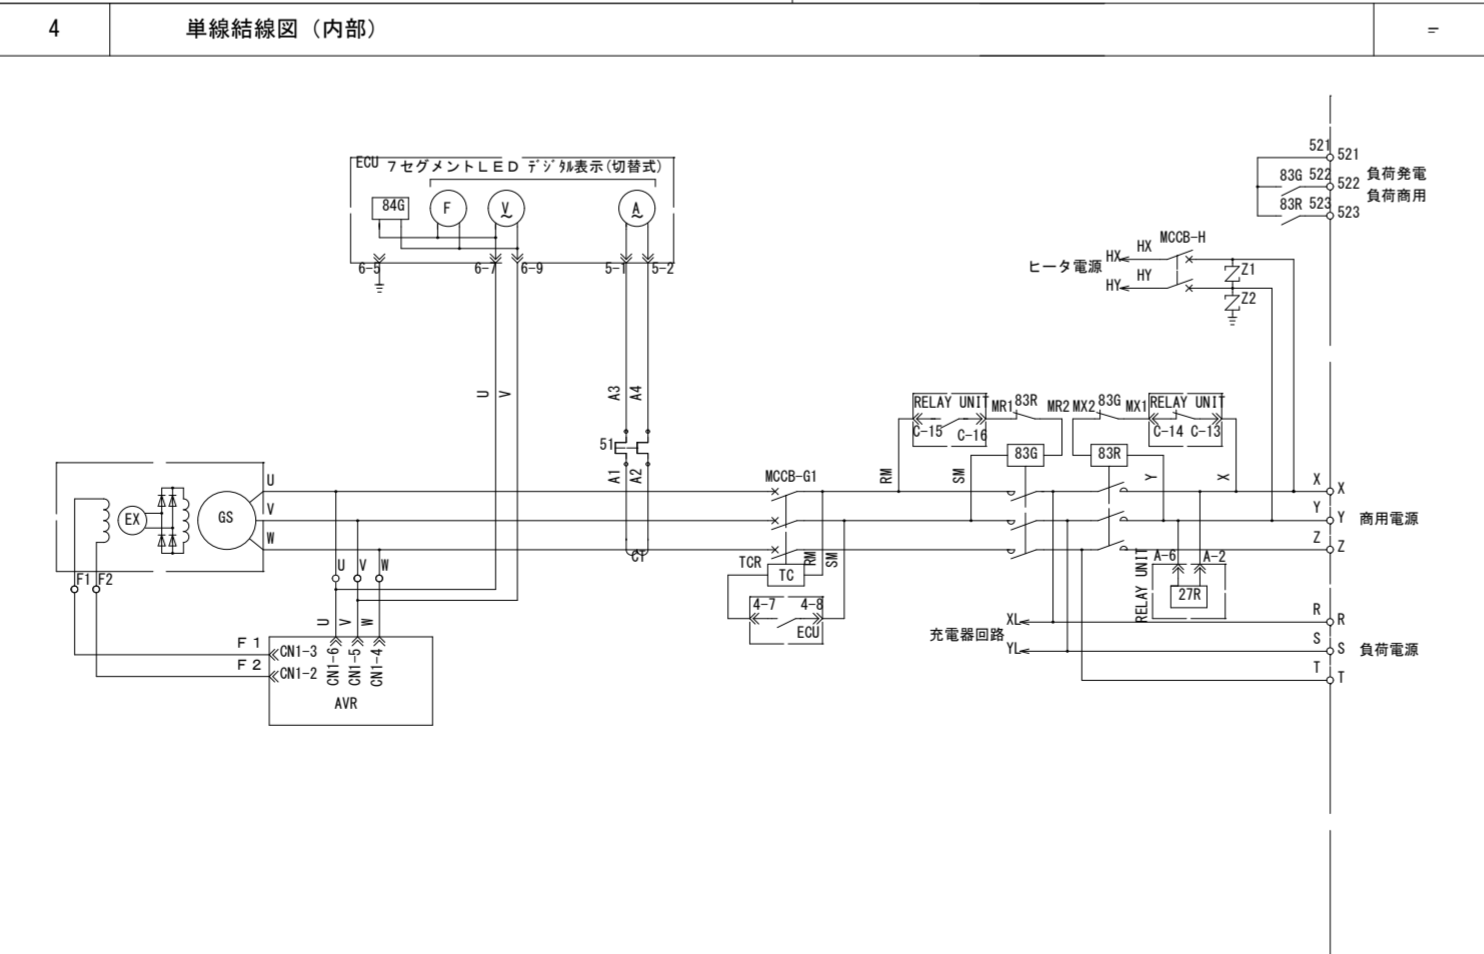 4
単線結線図（内部）
=
ECU 7セグメントＬＥＤ ﾃﾞｼﾞﾀﾙ表示(切替式)
84G
F
V
A
6-5
6-7
6-9
5-1
5-2
521
521
83G 522
522
負荷発電
83R 523
523
負荷商用
MCCB-H
ヒータ電源
HX
HX
HY
HY
Z1
Z2
U
V
A3
A4
51
A1
A2
CT
RELAY UNIT
C-15
C-16
MR1
83R
MR2
MX2
83G
MX1
RELAY UNIT
C-14
C-13
83G
83R
RM
SM
Y
X
EX
GS
U
V
W
MCCB-G1
X
X
Y
Y
商用電源
Z
Z
TCR
TC
RM
SM
4-7
4-8
ECU
RELAY UNIT
A-6
A-2
27R
F1
F2
U
V
W
U
V
W
Ｆ１
CN1-3
Ｆ２
CN1-2
CN1-6
CN1-5
CN1-4
AVR
充電器回路
XL
YL
R
R
S
S
負荷電源
T
T